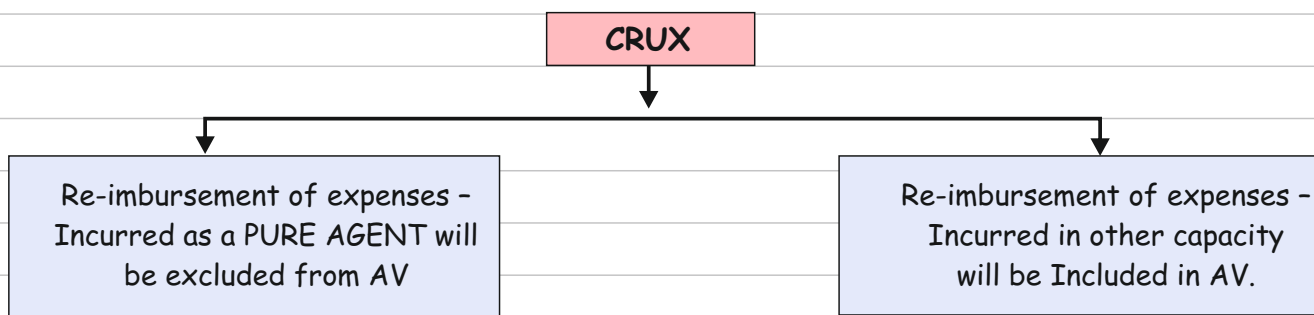 CRUX
Re-imbursement of expenses –
Incurred as a PURE AGENT will
be excluded from AV
Re-imbursement of expenses –
Incurred in other capacity
will be Included in AV.